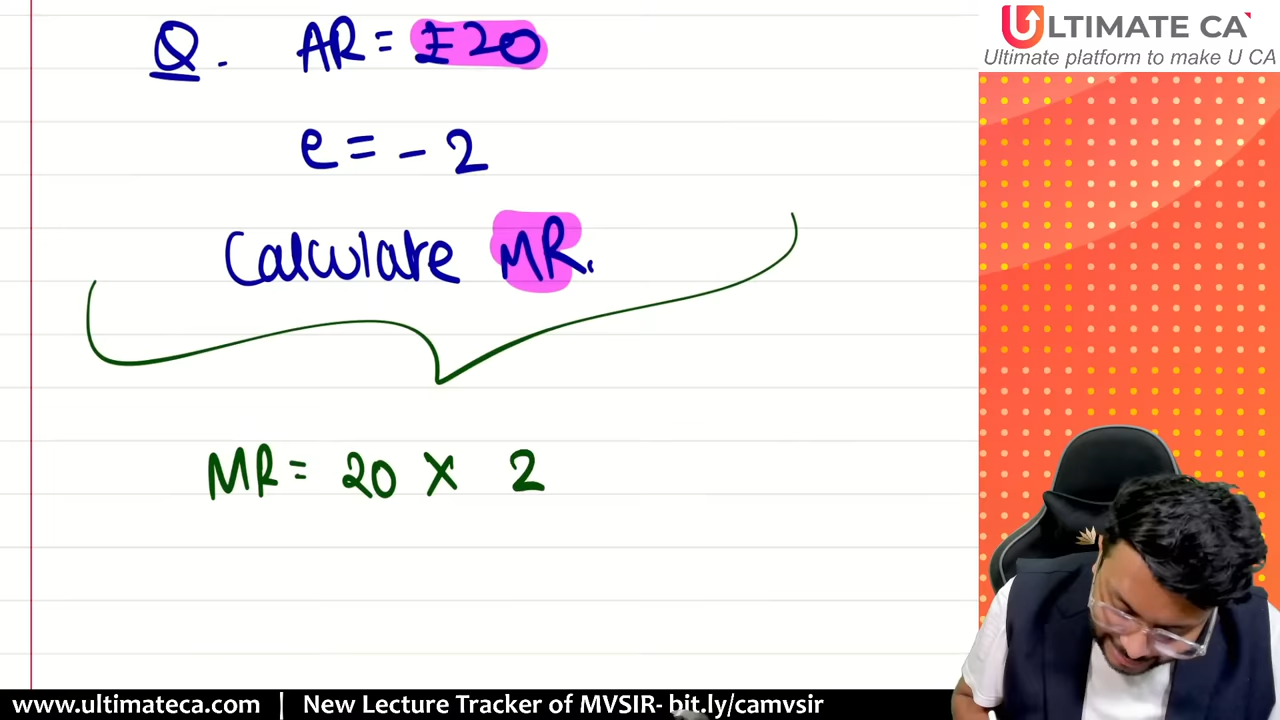 Q. AR = ₹20
e = - 2
Calculate MR.
MR = 20 X 2
ULTIMATE CA
Ultimate platform to make U CA
www.ultimateca.com | New Lecture Tracker of MVSIR- bit.ly/camvsir